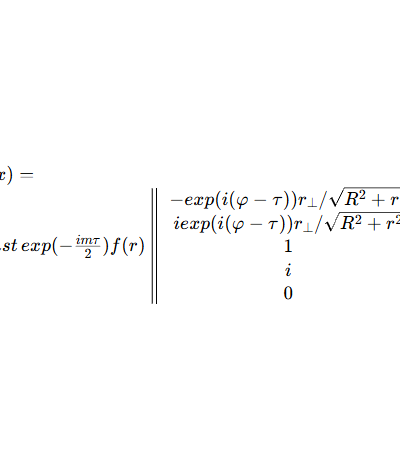 x) =
st exp(−imτ/2)f(r) ‖ −exp(i(φ − τ))r⊥/√R² + r
iexp(i(φ − τ))r⊥/√R² + r²
1
i
0